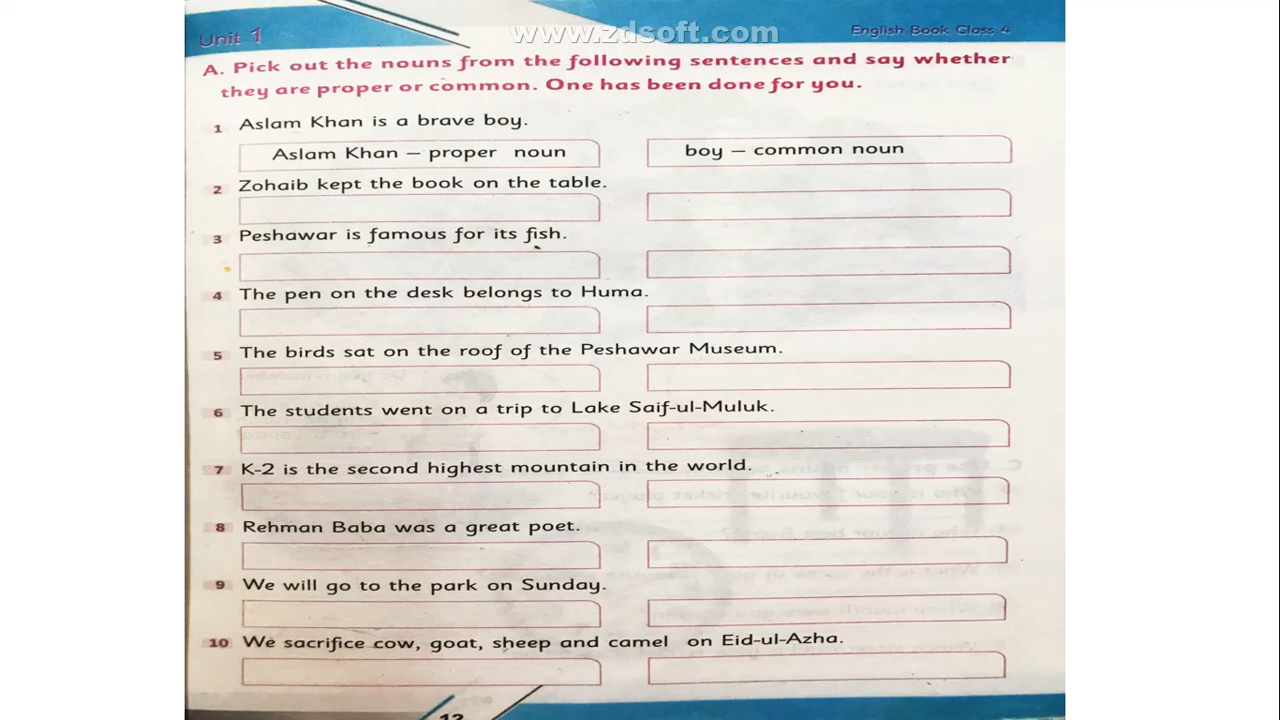 www.zdsoft.com
Unit 1
English Book Class 4
A. Pick out the nouns from the following sentences and say whether
they are proper or common. One has been done for you.
1 Aslam Khan is a brave boy.
Aslam Khan – proper noun
boy – common noun
2 Zohaib kept the book on the table.
3 Peshawar is famous for its fish.
4 The pen on the desk belongs to Huma.
5 The birds sat on the roof of the Peshawar Museum.
6 The students went on a trip to Lake Saif-ul-Muluk.
7 K-2 is the second highest mountain in the world.
8 Rehman Baba was a great poet.
9 We will go to the park on Sunday.
10 We sacrifice cow, goat, sheep and camel on Eid-ul-Azha.